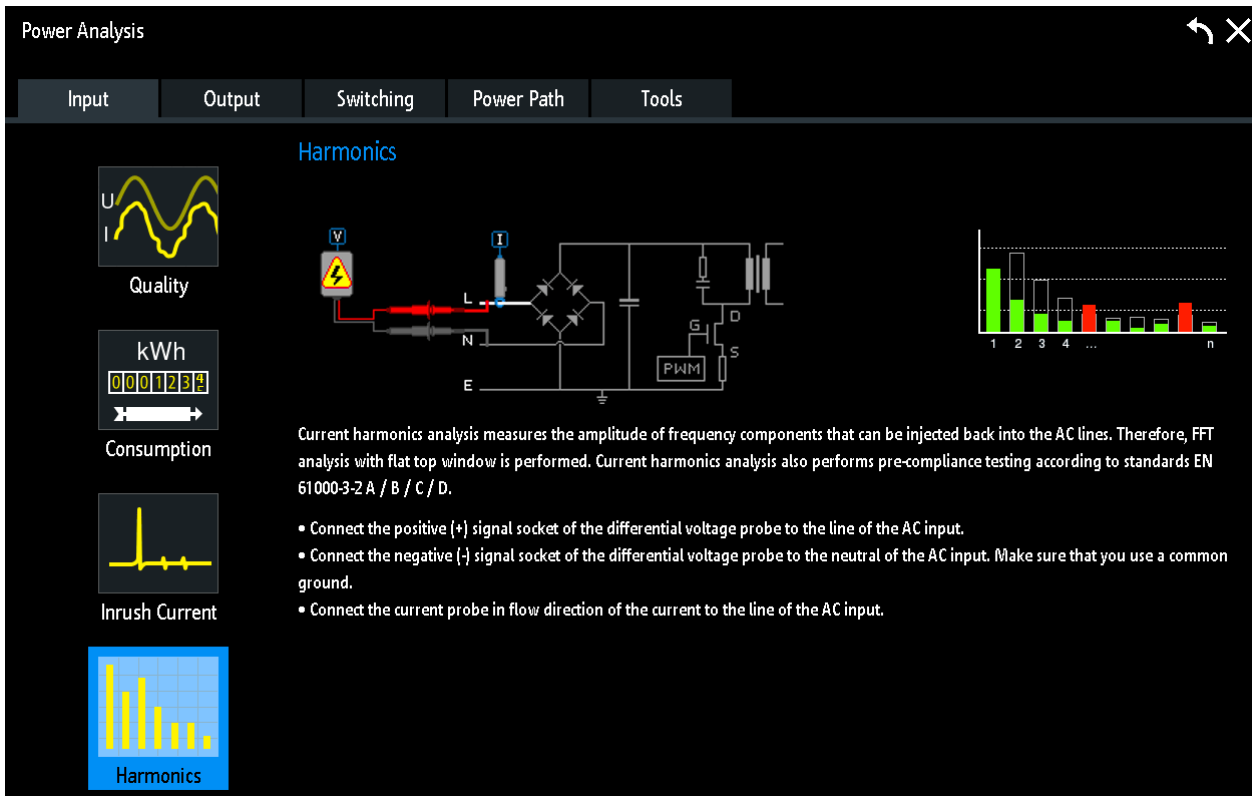 Power Analysis
Input Output Switching Power Path Tools
Harmonics
U
I
Quality
kWh
000123
Consumption
Inrush Current
Harmonics
V
I
L
N
E
G
D
S
PWM
1 2 3 4 ... n
Current harmonics analysis measures the amplitude of frequency components that can be injected back into the AC lines. Therefore, FFT
analysis with flat top window is performed. Current harmonics analysis also performs pre-compliance testing according to standards EN
61000-3-2 A / B / C / D.
• Connect the positive (+) signal socket of the differential voltage probe to the line of the AC input.
• Connect the negative (-) signal socket of the differential voltage probe to the neutral of the AC input. Make sure that you use a common
ground.
• Connect the current probe in flow direction of the current to the line of the AC input.